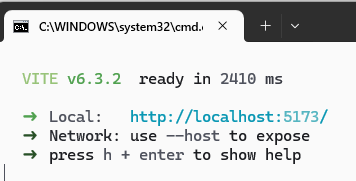 C:\WINDOWS\system32\cmd.
VITE v6.3.2 ready in 2410 ms
➜ Local: http://localhost:5173/
➜ Network: use --host to expose
➜ press h + enter to show help